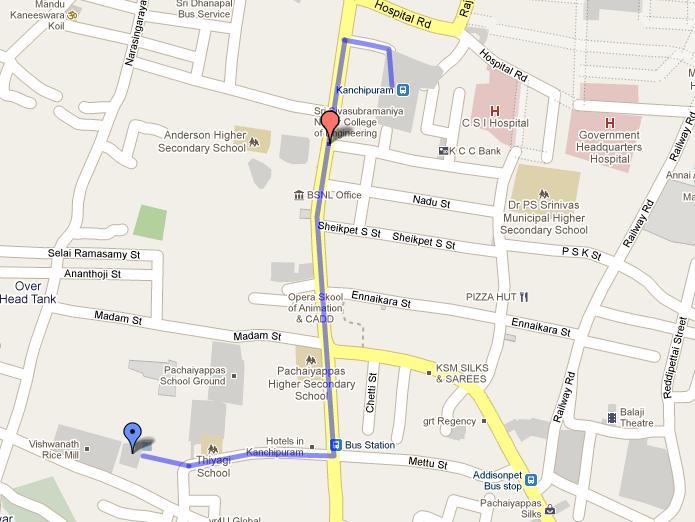 Sri Dhanapal
Bus Service
Mandu
Kaneeswara
Koil
Narasingaraya
Hospital Rd
Raj
Hospital Rd
Kanchipuram
Sri Sivasubramaniya
College
of Engineering
H
C S I Hospital
H
Government
Headquarters
Hospital
Railway Rd
Anderson Higher
Secondary School
K C C Bank
Annai
BSNL Office
Nadu St
Dr PS Srinivas
Municipal Higher
Secondary School
Railway Rd
Sheikpet S St
Sheikpet S St
P S K St
Selai Ramasamy St
Ananthoji St
Over
Head Tank
Opera Skool
of Animation
& CADD
Ennaikara St
PIZZA HUT
Madam St
Madam St
Ennaikara St
Reddipettai Street
Pachaiyappas
School Ground
Pachaiyappas
Higher Secondary
School
KSM SILKS
& SAREES
Chetti St
Railway Rd
grt Regency
Balaji
Theatre
Vishwanath
Rice Mill
Hotels in
Kanchipuram
Bus Station
Thiyagi
School
Mettu St
Addisonpet
Bus stop
Pachaiyappas
Silks
vr4U Global